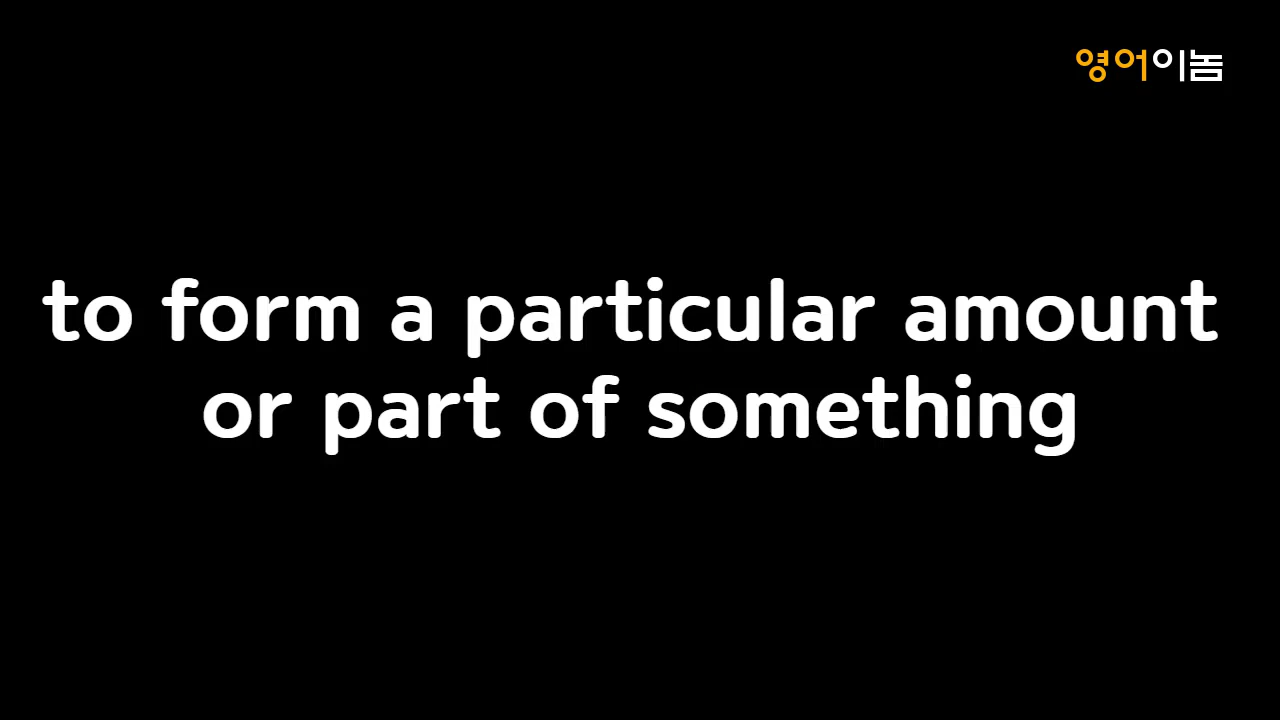 영어이놈
to form a particular amount
or part of something